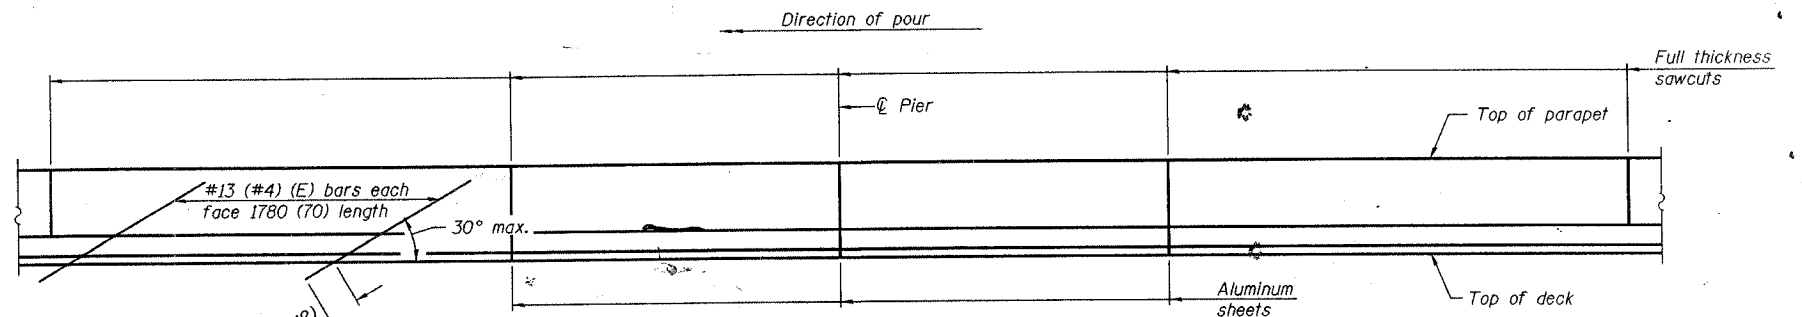 Direction of pour
Full thickness
sawcuts
℄ Pier
Top of parapet
#13 (#4) (E) bars each
face 1780 (70) length
30° max.
Aluminum
sheets
Top of deck